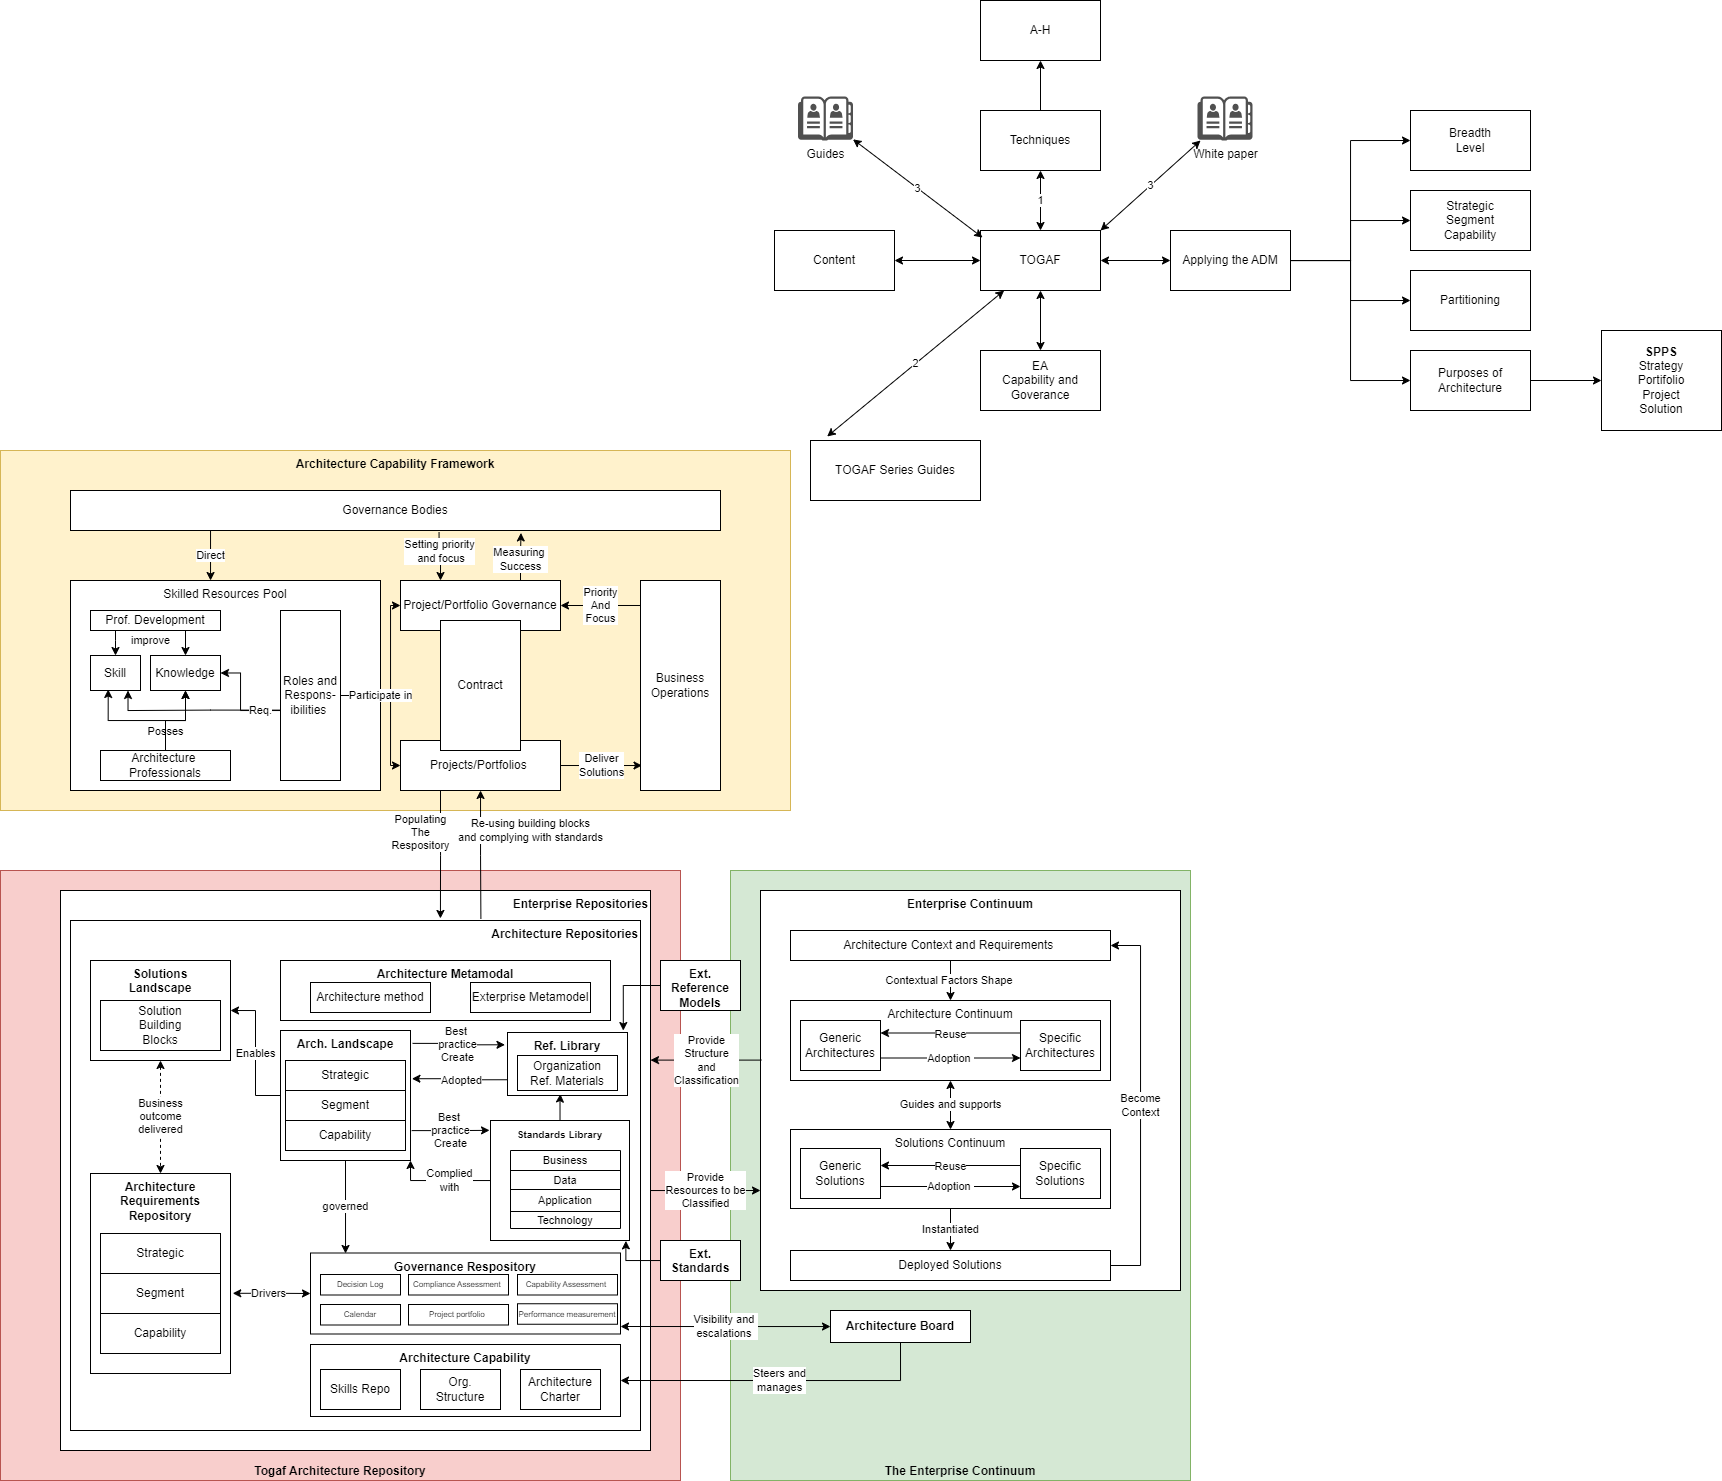 A-H
Guides
Techniques
White paper
Breadth
Level
3
1
3
Strategic
Segment
Capability
Content
TOGAF
Applying the ADM
Partitioning
2
EA
Capability and
Goverance
Purposes of
Architecture
SPPS
Strategy
Portifolio
Project
Solution
TOGAF Series Guides
Architecture Capability Framework
Governance Bodies
Direct
Setting priority
and focus
Measuring
Success
Skilled Resources Pool
Prof. Development
improve
Skill
Knowledge
Roles and
Respons-
ibilities
Req.
Posses
Architecture
Professionals
Participate in
Project/Portfolio Governance
Priority
And
Focus
Contract
Business
Operations
Projects/Portfolios
Deliver
Solutions
Populating
The
Respository
Re-using building blocks
and complying with standards
Enterprise Repositories
Architecture Repositories
Solutions
Landscape
Solution
Building
Blocks
Architecture Metamodal
Architecture method
Exterprise Metamodel
Ext.
Reference
Models
Enables
Arch. Landscape
Strategic
Segment
Capability
Best
practice
Create
Adopted
Ref. Library
Organization
Ref. Materials
Best
practice
Create
Complied
with
Standards Library
Business
Data
Application
Technology
Business
outcome
delivered
Architecture
Requirements
Repository
Strategic
Segment
Capability
governed
Drivers
Governance Respository
Decision Log
Compliance Assessment
Capability Assessment
Calendar
Project portfolio
Performance measurement
Architecture Capability
Skills Repo
Org.
Structure
Architecture
Charter
Togaf Architecture Repository
Provide
Structure
and
Classification
Provide
Resources to be
Classified
Ext.
Standards
Visibility and
escalations
Steers and
manages
Enterprise Continuum
Architecture Context and Requirements
Contextual Factors Shape
Architecture Continuum
Generic
Architectures
Reuse
Adoption
Specific
Architectures
Guides and supports
Become
Context
Solutions Continuum
Generic
Solutions
Reuse
Adoption
Specific
Solutions
Instantiated
Deployed Solutions
Architecture Board
The Enterprise Continuum